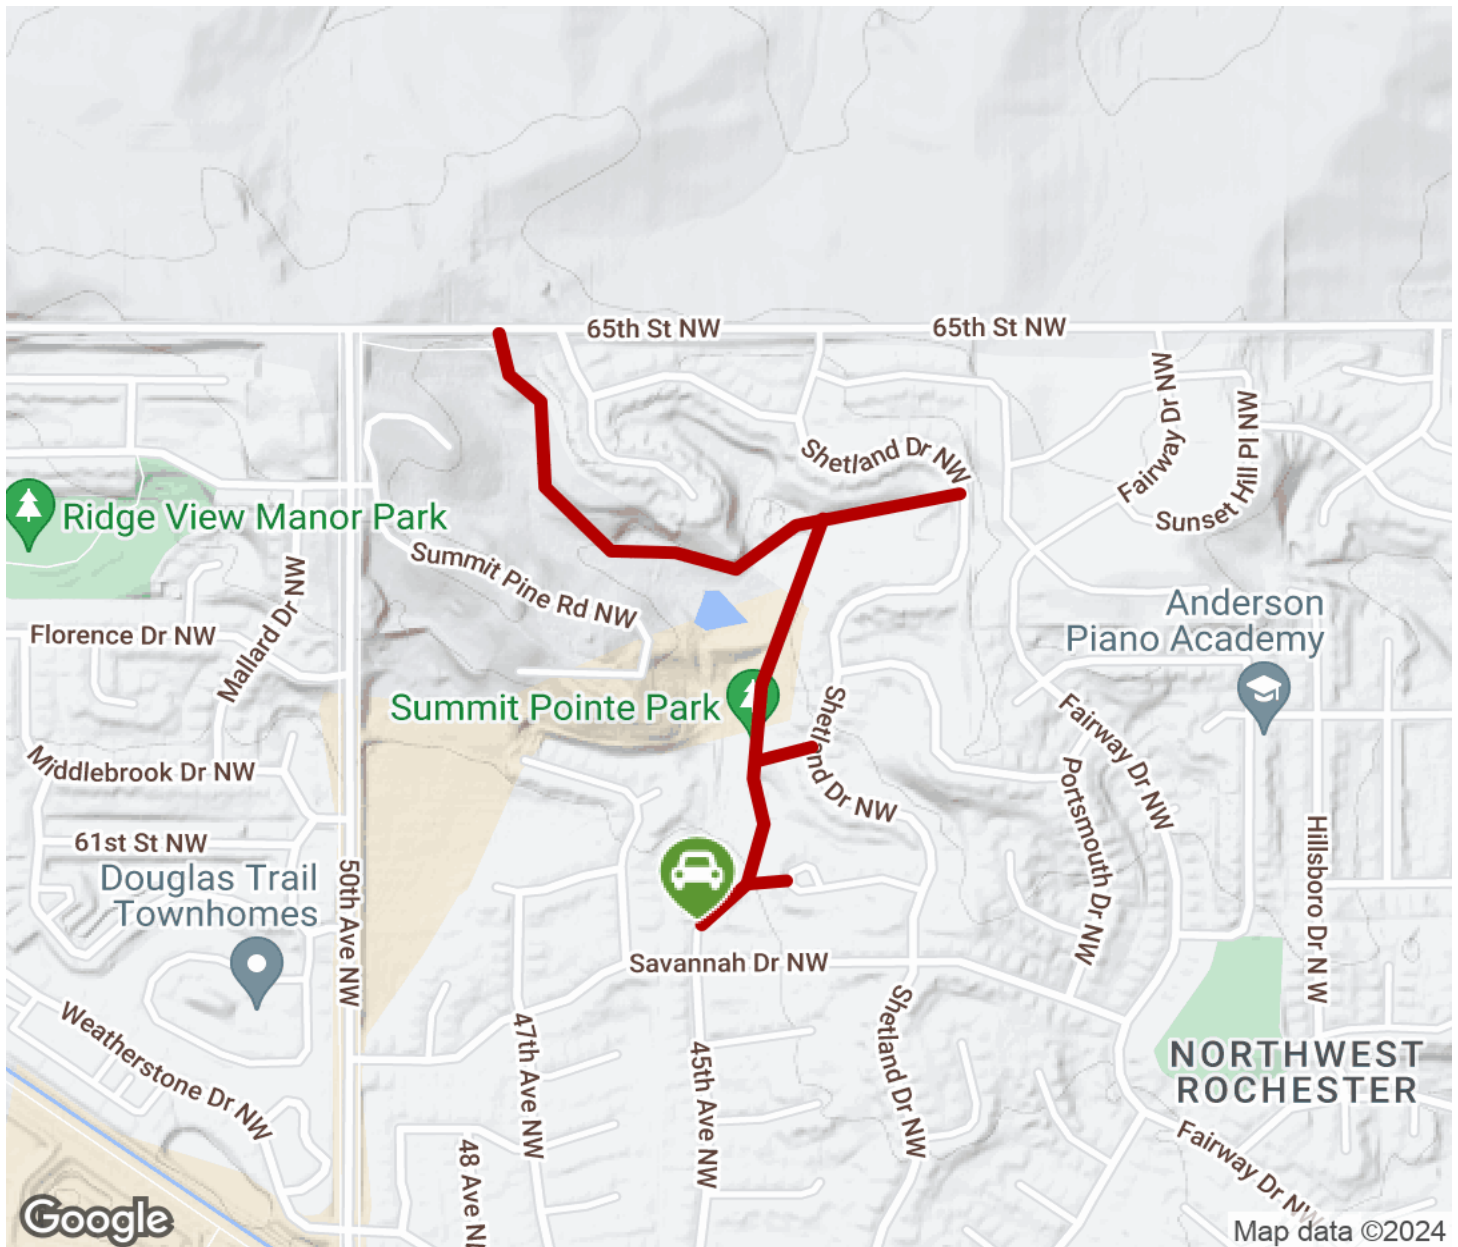 65th St NW
65th St NW
Fairway Dr NW
Sunset Hill Pl NW
Shetland Dr NW
Ridge View Manor Park
Summit Pine Rd NW
Mallard Dr NW
Florence Dr NW
Anderson
Piano Academy
Summit Pointe Park
Shetland Dr NW
Fairway Dr NW
Middlebrook Dr NW
Portsmouth Dr NW
Hillsboro Dr N W
61st St NW
Douglas Trail
Townhomes
50th Ave NW
Savannah Dr NW
Shetland Dr NW
Weatherstone Dr NW
47th Ave NW
45th Ave NW
NORTHWEST
ROCHESTER
48 Ave N
Fairway Dr NW
Google
Map data ©2024